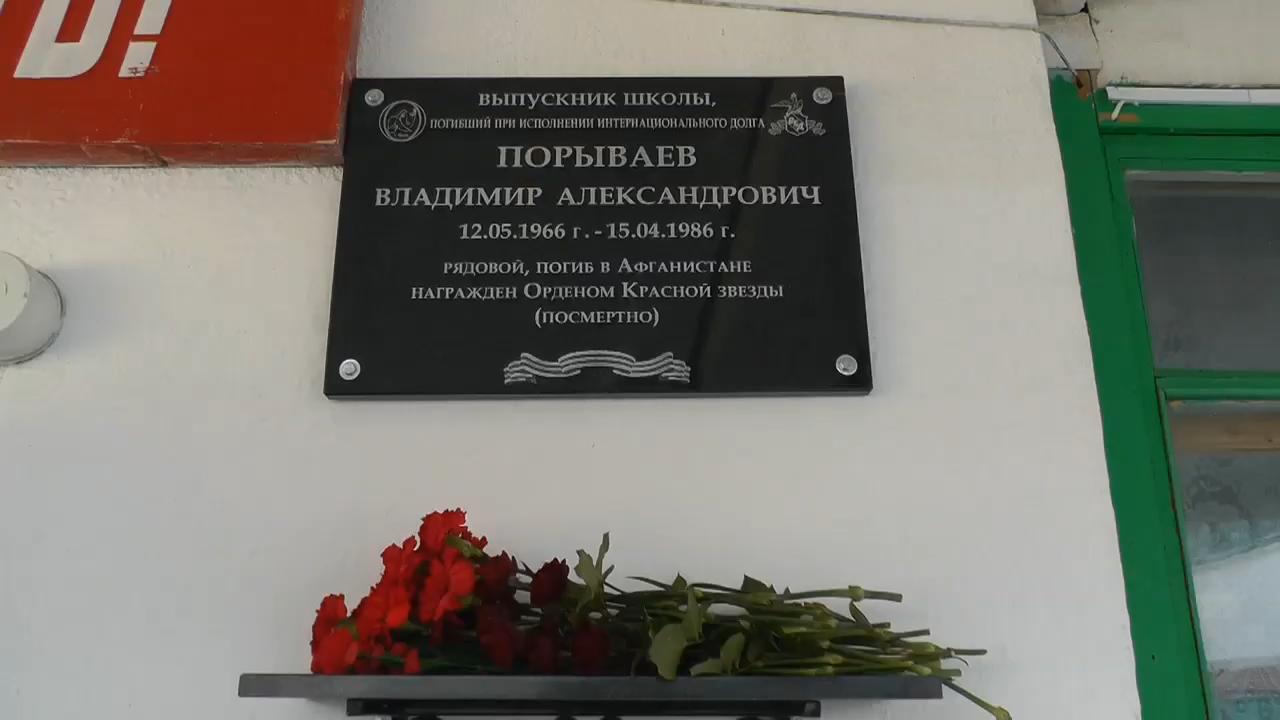 ВЫПУСКНИК ШКОЛЫ,
ПОГИБШИЙ ПРИ ИСПОЛНЕНИИ ИНТЕРНАЦИОНАЛЬНОГО ДОЛГА
ПОРЫВАЕВ
ВЛАДИМИР АЛЕКСАНДРОВИЧ
12.05.1966 г. - 15.04.1986 г.
РЯДОВОЙ, ПОГИБ В АФГАНИСТАНЕ
НАГРАЖДЕН ОРДЕНОМ КРАСНОЙ ЗВЕЗДЫ
(ПОСМЕРТНО)